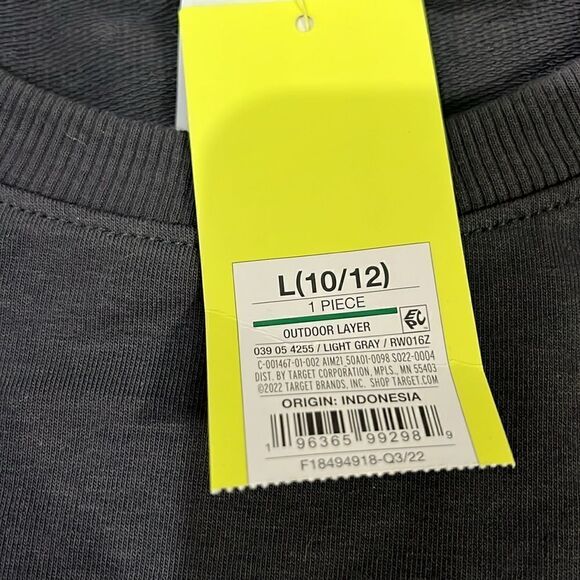 L(10/12)
1 PIECE
OUTDOOR LAYER
EPC
039 05 4255 / LIGHT GRAY / RW016Z
C-001467-01-002 AIM21 50A01-0098 S022-0004
DIST. BY TARGET CORPORATION, MPLS., MN 55403
©2022 TARGET BRANDS, INC. SHOP TARGET.COM
ORIGIN: INDONESIA
1 96365 99298 9
F18494918-Q3/22